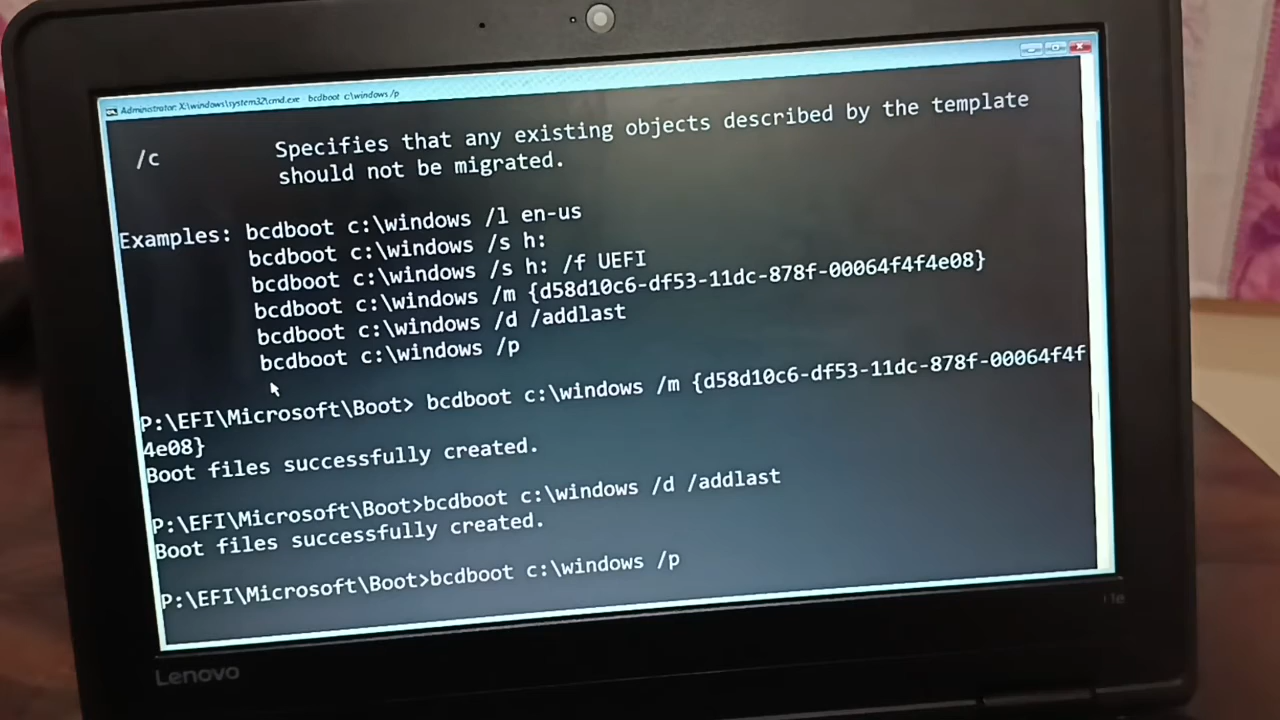 Administrator: X:\windows\system32\cmd.exe - bcdboot c:\windows /p
/c Specifies that any existing objects described by the template
should not be migrated.
Examples: bcdboot c:\windows /l en-us
bcdboot c:\windows /s h:
bcdboot c:\windows /s h: /f UEFI
bcdboot c:\windows /m {d58d10c6-df53-11dc-878f-00064f4f4e08}
bcdboot c:\windows /d /addlast
bcdboot c:\windows /p
P:\EFI\Microsoft\Boot> bcdboot c:\windows /m {d58d10c6-df53-11dc-878f-00064f4f
4e08}
Boot files successfully created.
P:\EFI\Microsoft\Boot>bcdboot c:\windows /d /addlast
Boot files successfully created.
P:\EFI\Microsoft\Boot>bcdboot c:\windows /p
Lenovo